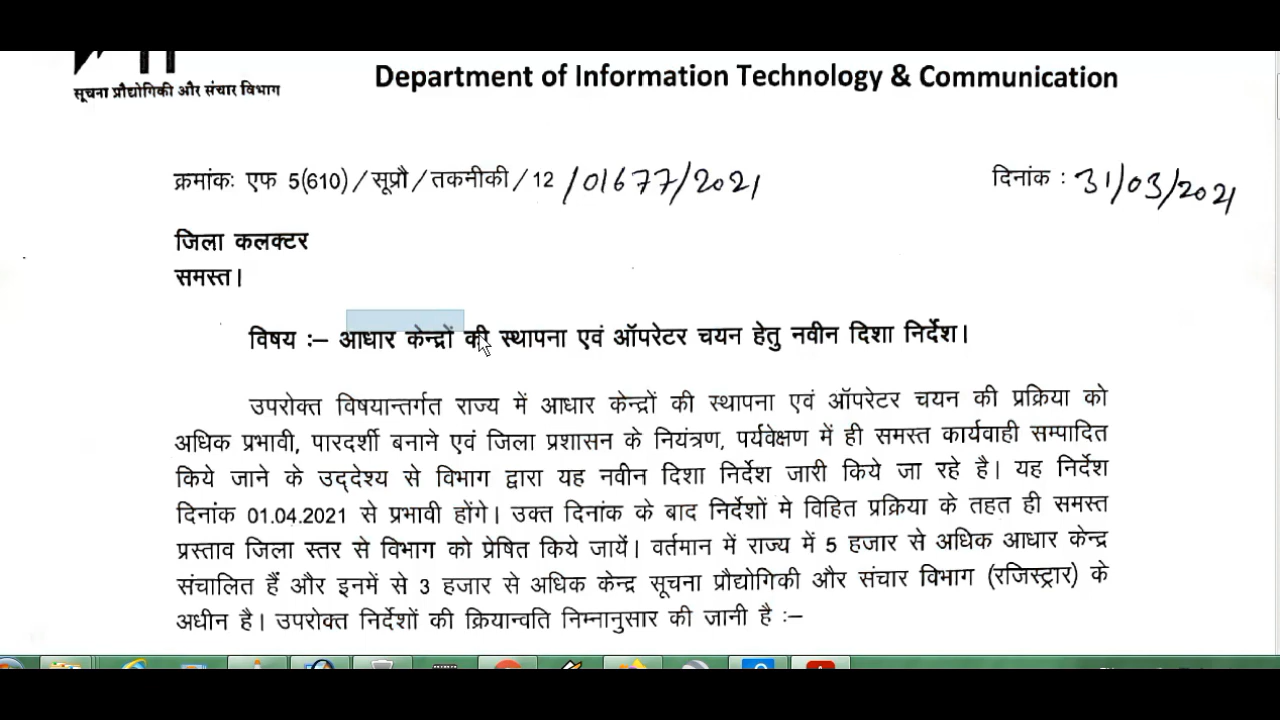 सूचना प्रौद्योगिकी और संचार विभाग
Department of Information Technology & Communication
क्रमांकः एफ 5(610)/सूप्रौ/तकनीकी/12/01677/2021 दिनांक : 31/03/2021
जिला कलक्टर
समस्त।
विषय :– आधार केन्द्रों की स्थापना एवं ऑपरेटर चयन हेतु नवीन दिशा निर्देश।
उपरोक्त विषयान्तर्गत राज्य में आधार केन्द्रों की स्थापना एवं ऑपरेटर चयन की प्रक्रिया को
अधिक प्रभावी, पारदर्शी बनाने एवं जिला प्रशासन के नियंत्रण, पर्यवेक्षण में ही समस्त कार्यवाही सम्पादित
किये जाने के उद्देश्य से विभाग द्वारा यह नवीन दिशा निर्देश जारी किये जा रहे है। यह निर्देश
दिनांक 01.04.2021 से प्रभावी होंगे। उक्त दिनांक के बाद निर्देशों मे विहित प्रक्रिया के तहत ही समस्त
प्रस्ताव जिला स्तर से विभाग को प्रेषित किये जायें। वर्तमान में राज्य में 5 हजार से अधिक आधार केन्द्र
संचालित हैं और इनमें से 3 हजार से अधिक केन्द्र सूचना प्रौद्योगिकी और संचार विभाग (रजिस्ट्रार) के
अधीन है। उपरोक्त निर्देशों की क्रियान्वति निम्नानुसार की जानी है :–